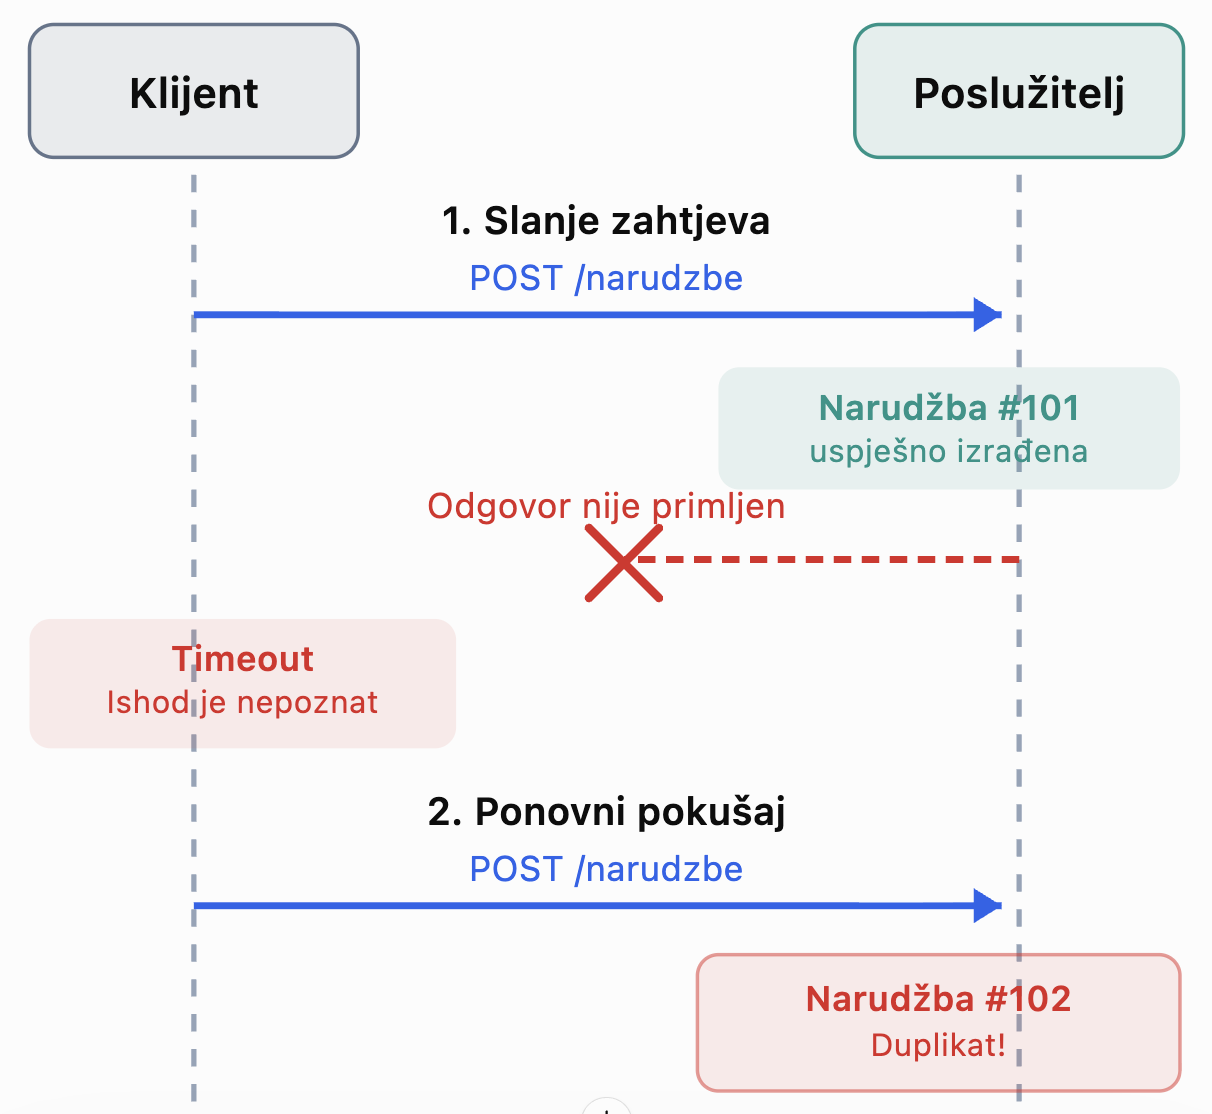 Klijent
Poslužitelj
1. Slanje zahtjeva
POST /narudzbe
Narudžba #101
uspješno izrađena
Odgovor nije primljen
Timeout
Ishod je nepoznat
2. Ponovni pokušaj
POST /narudzbe
Narudžba #102
Duplikat!